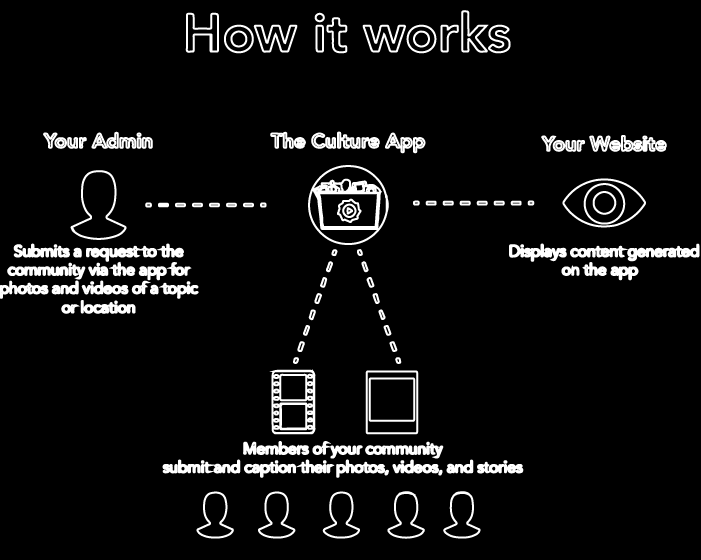 How it works
Your Admin
The Culture App
Your Website
Submits a request to the
community via the app for
photos and videos of a topic
or location
Displays content generated
on the app
Members of your community
submit and caption their photos, videos, and stories